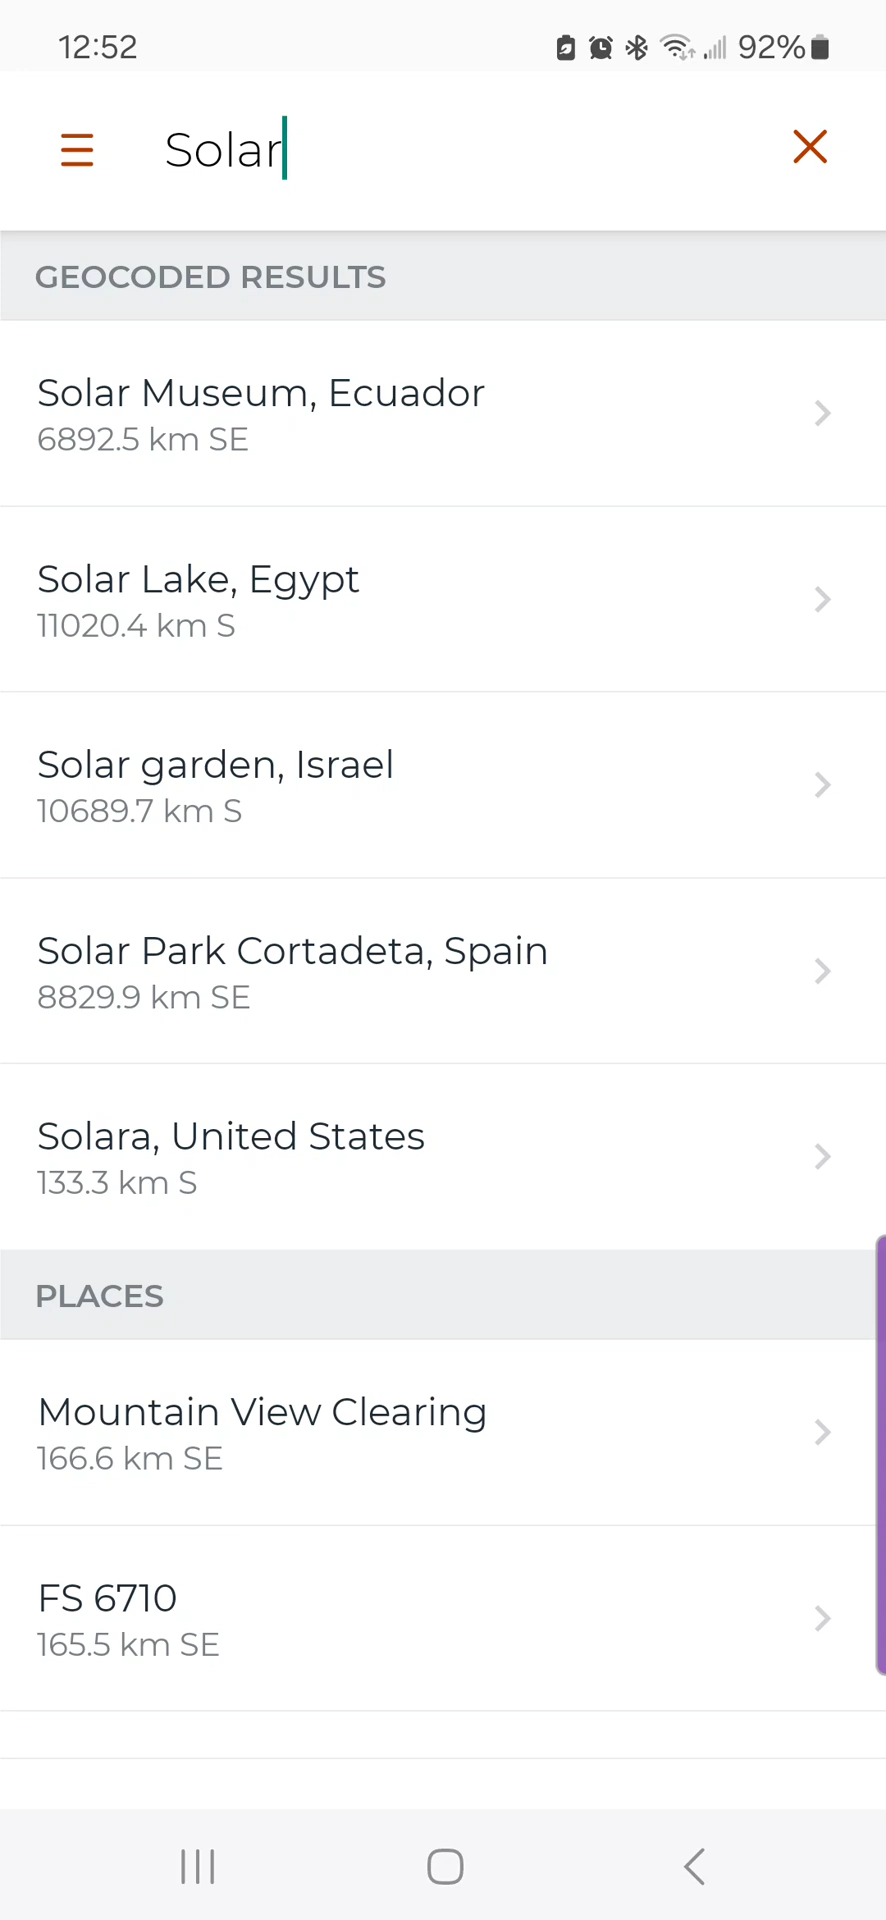 12:52
92%
Solar
GEOCODED RESULTS
Solar Museum, Ecuador
6892.5 km SE
Solar Lake, Egypt
11020.4 km S
Solar garden, Israel
10689.7 km S
Solar Park Cortadeta, Spain
8829.9 km SE
Solara, United States
133.3 km S
PLACES
Mountain View Clearing
166.6 km SE
FS 6710
165.5 km SE